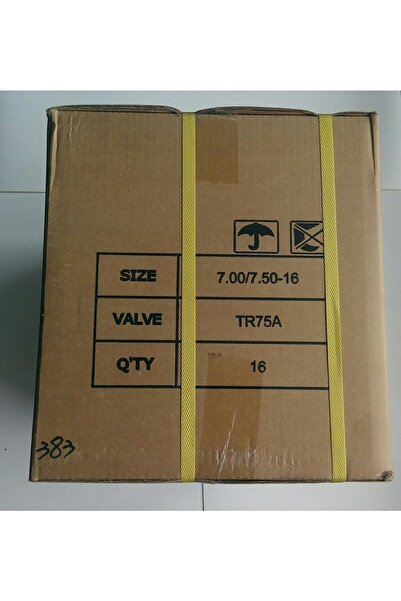 SIZE 7.00/7.50-16
VALVE TR75A
Q'TY 16
383